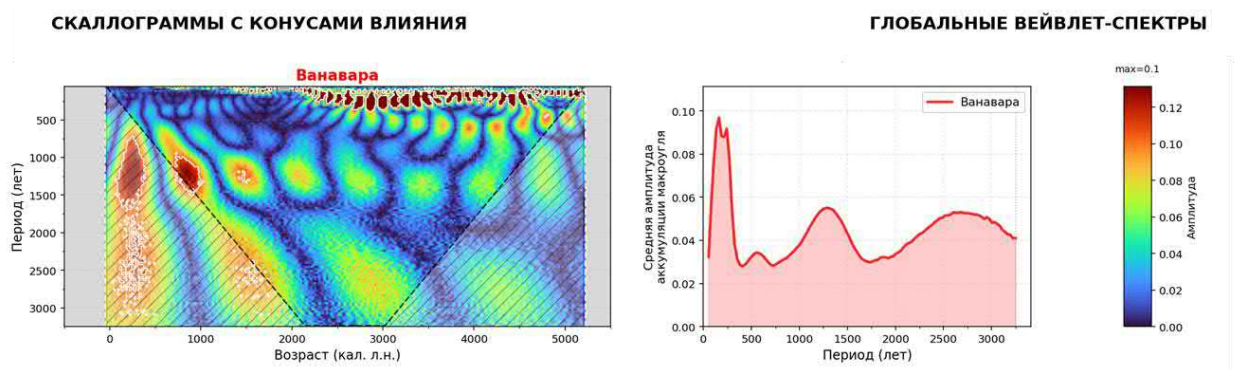 СКАЛЛОГРАММЫ С КОНУСАМИ ВЛИЯНИЯ
ГЛОБАЛЬНЫЕ ВЕЙВЛЕТ-СПЕКТРЫ
Ванавара
500
1000
1500
2000
2500
3000
Период (лет)
0
1000
2000
3000
4000
5000
Возраст (кал. л.н.)
Ванавара
0.10
0.08
0.06
0.04
0.02
0.00
Средняя амплитуда
аккумуляции макроугля
0
500
1000
1500
2000
2500
3000
Период (лет)
max=0.1
0.12
0.10
0.08
0.06
0.04
0.02
0.00
Амплитуда